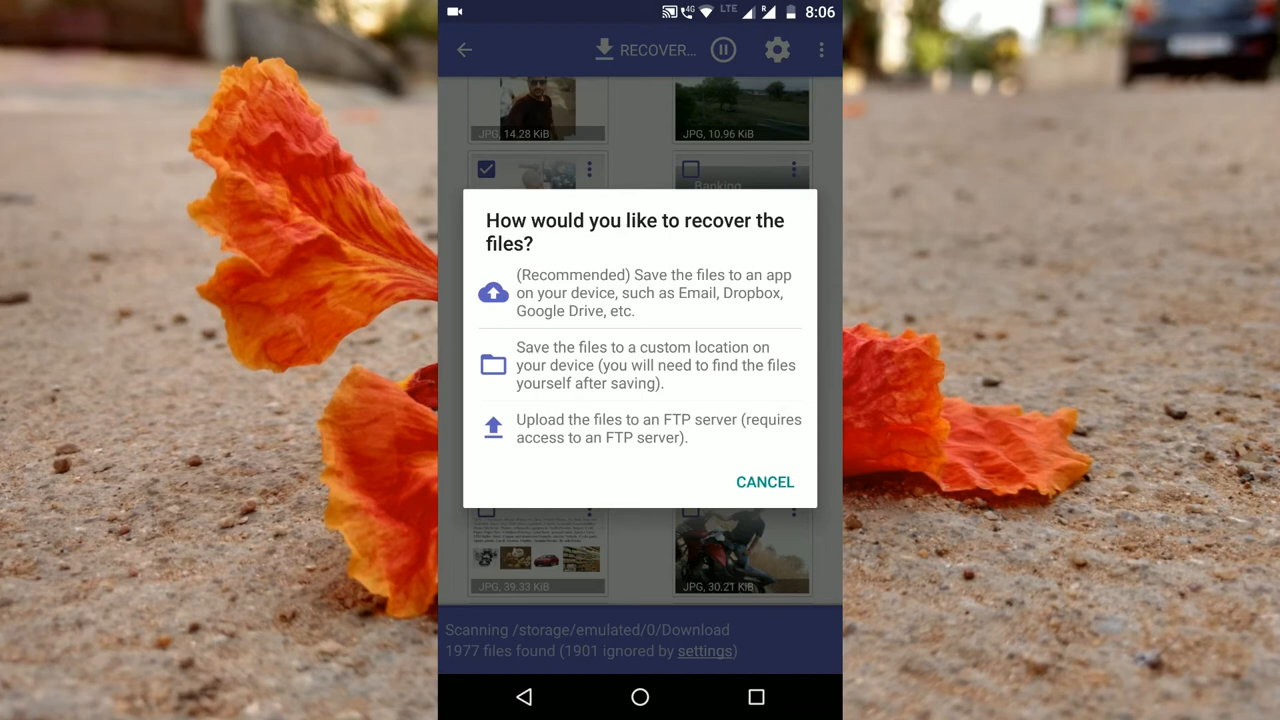 LTE 4G R 8:06
RECOVER...
JPG, 14.28 KiB
JPG, 10.96 KiB
Banking
How would you like to recover the
files?
(Recommended) Save the files to an app
on your device, such as Email, Dropbox,
Google Drive, etc.
Save the files to a custom location on
your device (you will need to find the files
yourself after saving).
Upload the files to an FTP server (requires
access to an FTP server).
CANCEL
JPG, 39.33 KiB
JPG, 30.21 KiB
Scanning /storage/emulated/0/Download
1977 files found (1901 ignored by settings)